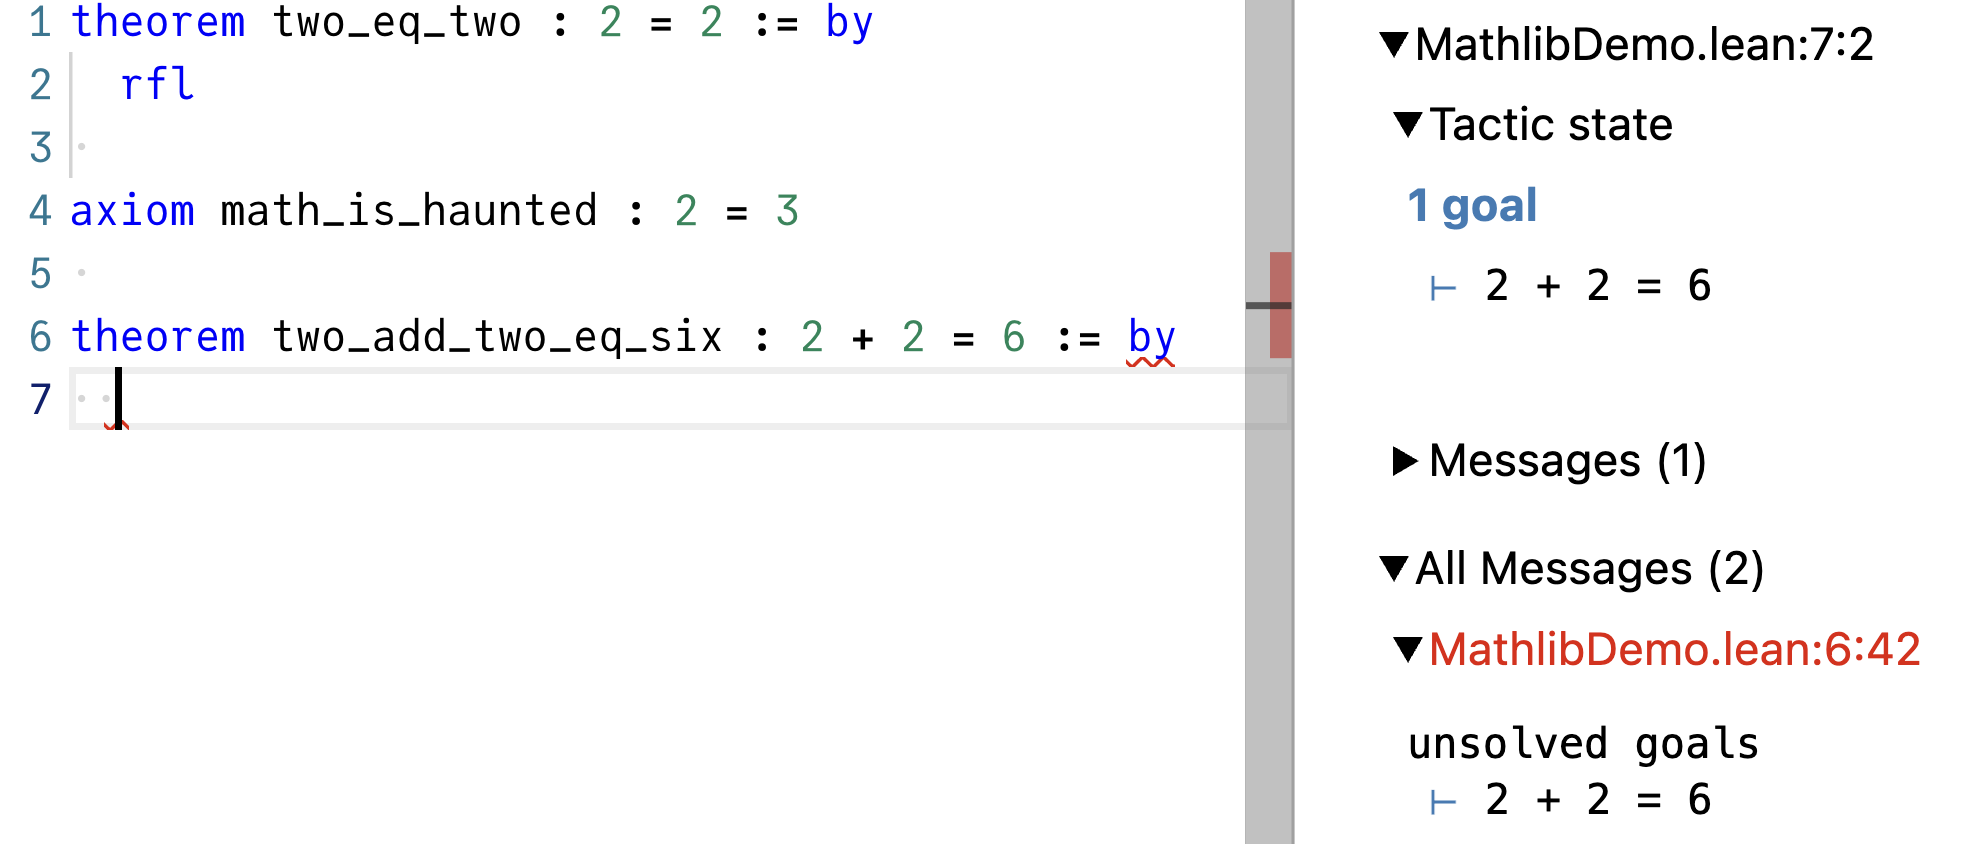 1 theorem two_eq_two : 2 = 2 := by
2 rfl
3
4 axiom math_is_haunted : 2 = 3
5
6 theorem two_add_two_eq_six : 2 + 2 = 6 := by
7
▼MathlibDemo.lean:7:2
▼Tactic state
1 goal
⊢ 2 + 2 = 6
▶Messages (1)
▼All Messages (2)
▼MathlibDemo.lean:6:42
unsolved goals
⊢ 2 + 2 = 6